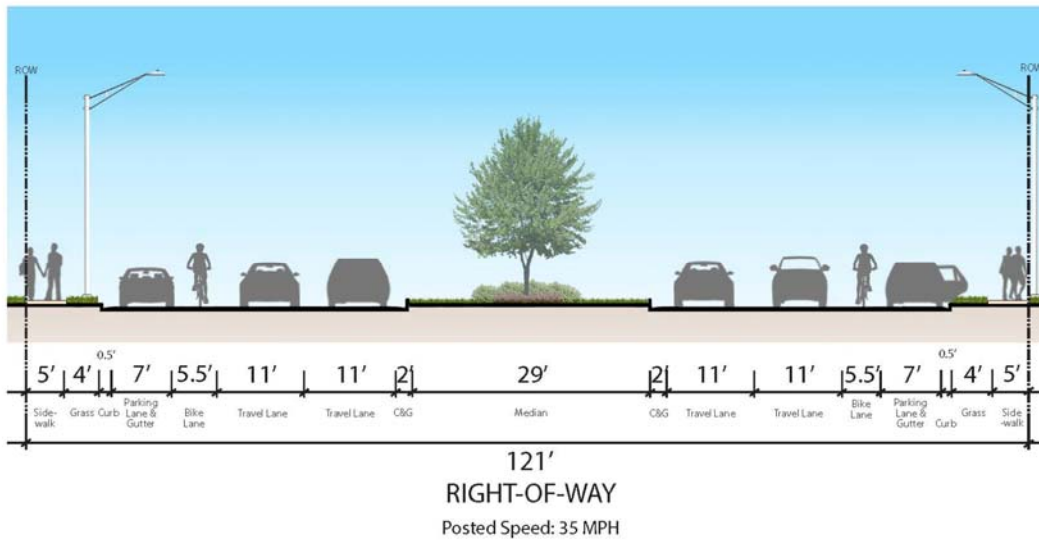 ROW
ROW
0.5'
0.5'
5' 4' 7' 5.5' 11' 11' 2' 29' 2' 11' 11' 5.5' 7' 4' 5'
Side-
walk
Grass
Curb
Parking
Lane &
Gutter
Bike
Lane
Travel Lane
Travel Lane
C&G
Median
C&G
Travel Lane
Travel Lane
Bike
Lane
Parking
Lane &
Gutter
Curb
Grass
Side
-walk
121'
RIGHT-OF-WAY
Posted Speed: 35 MPH